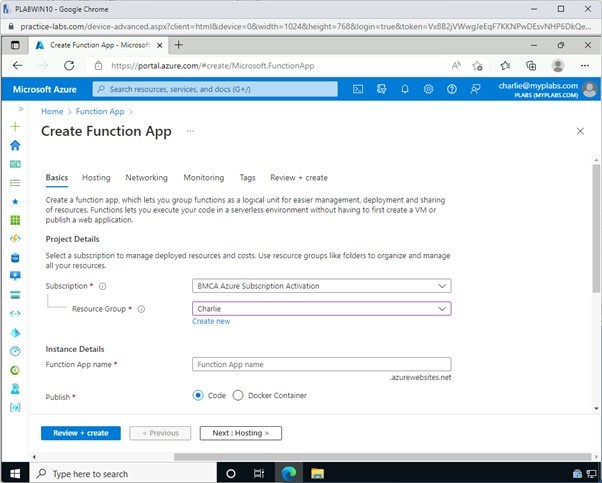 PLABWIN10 - Google Chrome
practice-labs.com/device-advanced.aspx?client=html&device=0&width=1024&height=768&login=true&token=Vx8B2jVWwgJeEqF7KKNPwDEsvNHP6DkQe...
Create Function App - Microsoft
https://portal.azure.com/#create/Microsoft.FunctionApp
Microsoft Azure
Search resources, services, and docs (G+/)
charlie@myplabs.com
PLABS (MYPLABS.COM)
Home > Function App >
Create Function App ...
Basics Hosting Networking Monitoring Tags Review + create
Create a function app, which lets you group functions as a logical unit for easier management, deployment and sharing
of resources. Functions lets you execute your code in a serverless environment without having to first create a VM or
publish a web application.
Project Details
Select a subscription to manage deployed resources and costs. Use resource groups like folders to organize and manage
all your resources.
Subscription * BMCA Azure Subscription Activation
Resource Group * Charlie
Create new
Instance Details
Function App name * Function App name
.azurewebsites.net
Publish * Code Docker Container
Review + create < Previous Next : Hosting >
Type here to search